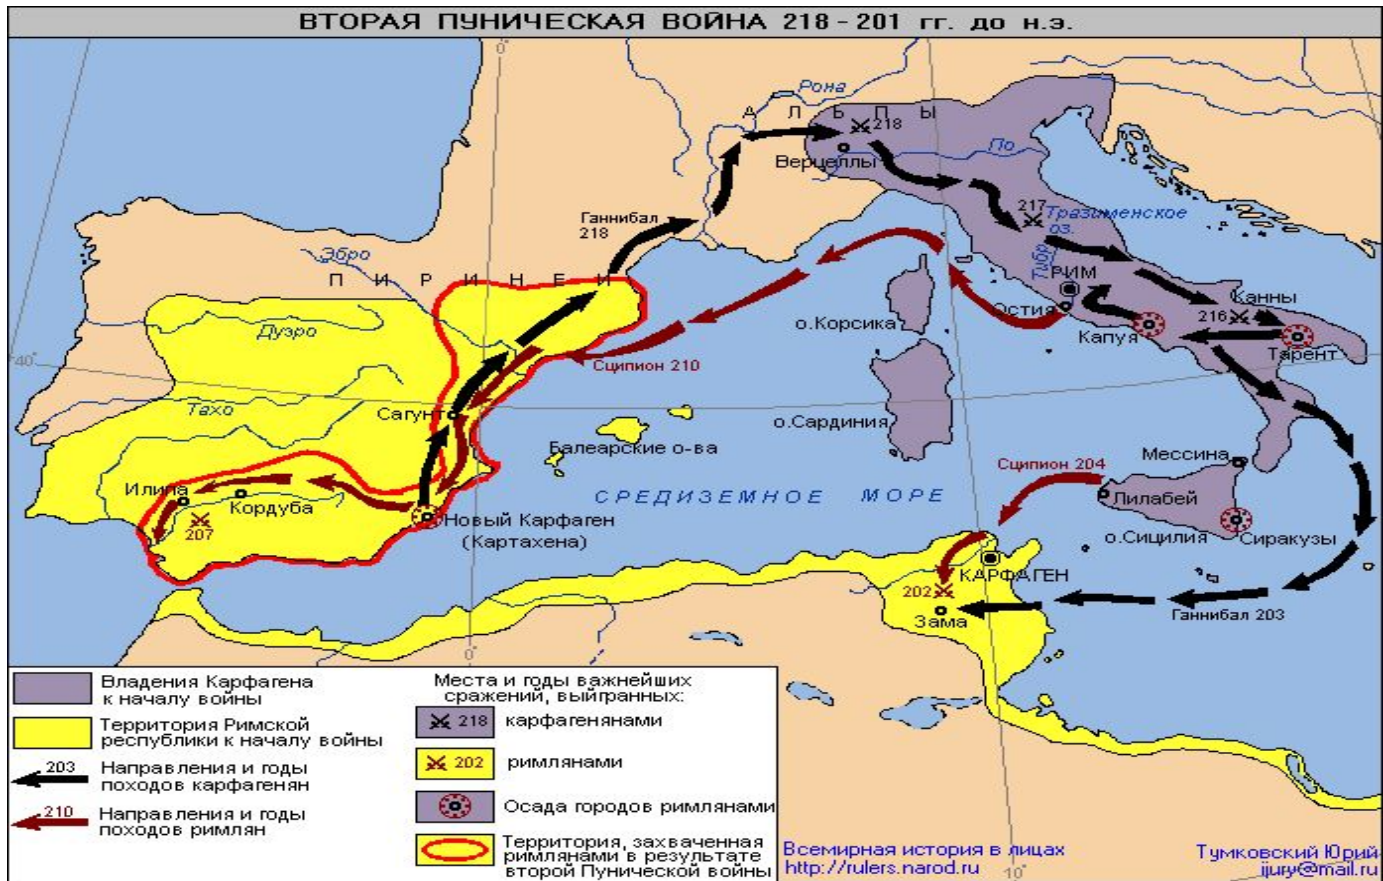 ВТОРАЯ ПУНИЧЕСКАЯ ВОЙНА 218 - 201 гг. до н.э.
0°
Рона
А Л Ь П Ы
218
Верцеллы
По
Ганнибал
218
217
Тразименское
оз.
Эбро
П И Р И Н Е И
Тибр
РИМ
Канны
Дуэро
о.Корсика
Остия
216
Капуя
Тарент
40°
Сципион 210
Тахо
Сагунт
о.Сардиния
Балеарские о-ва
Мессина
Сципион 204
Илипа
Кордуба
СРЕДИЗЕМНОЕ МОРЕ
Лилабей
207
Новый Карфаген
(Картахена)
о.Сицилия
Сиракузы
КАРФАГЕН
202
Зама
Ганнибал 203
0°
Владения Карфагена
к началу войны
Территория Римской
республики к началу войны
203
Направления и годы
походов карфагенян
210
Направления и годы
походов римлян
Места и годы важнейших
сражений, выйгранных:
218
карфагенянами
202
римлянами
Осада городов римлянами
Территория, захваченная
римлянами в результате
второй Пунической войны
Всемирная история в лицах
http://rulers.narod.ru
10°
Тумковский Юрий
ijury@mail.ru